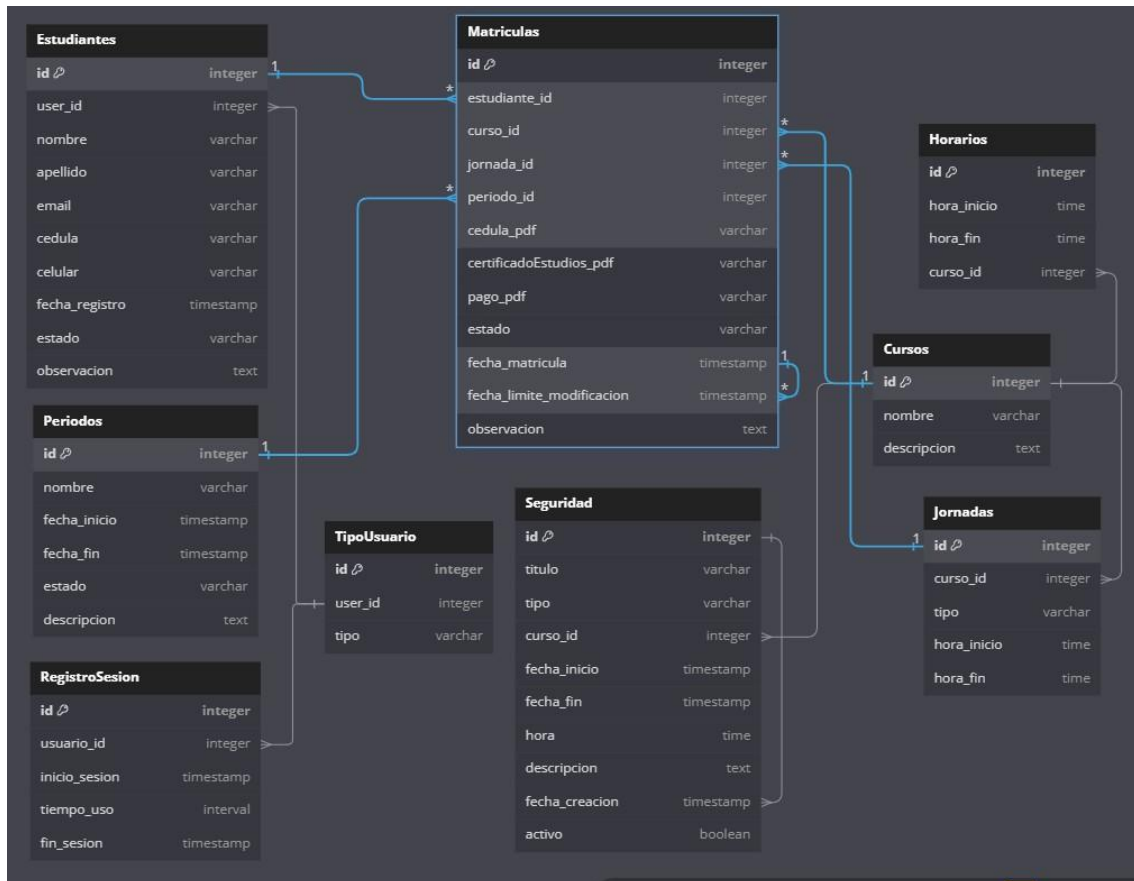 Estudiantes
id integer
user_id integer
nombre varchar
apellido varchar
email varchar
cedula varchar
celular varchar
fecha_registro timestamp
estado varchar
observacion text
1
*
Matriculas
id integer
estudiante_id integer
curso_id integer
jornada_id integer
periodo_id integer
cedula_pdf varchar
certificadoEstudios_pdf varchar
pago_pdf varchar
estado varchar
fecha_matricula timestamp
fecha_limite_modificacion timestamp
observacion text
*
*
*
1
*
Horarios
id integer
hora_inicio time
hora_fin time
curso_id integer
Cursos
1
id integer
nombre varchar
descripcion text
Periodos
id integer
nombre varchar
fecha_inicio timestamp
fecha_fin timestamp
estado varchar
descripcion text
1
TipoUsuario
id integer
user_id integer
tipo varchar
Seguridad
id integer
titulo varchar
tipo varchar
curso_id integer
fecha_inicio timestamp
fecha_fin timestamp
hora time
descripcion text
fecha_creacion timestamp
activo boolean
Jornadas
1
id integer
curso_id integer
tipo varchar
hora_inicio time
hora_fin time
RegistroSesion
id integer
usuario_id integer
inicio_sesion timestamp
tiempo_uso interval
fin_sesion timestamp